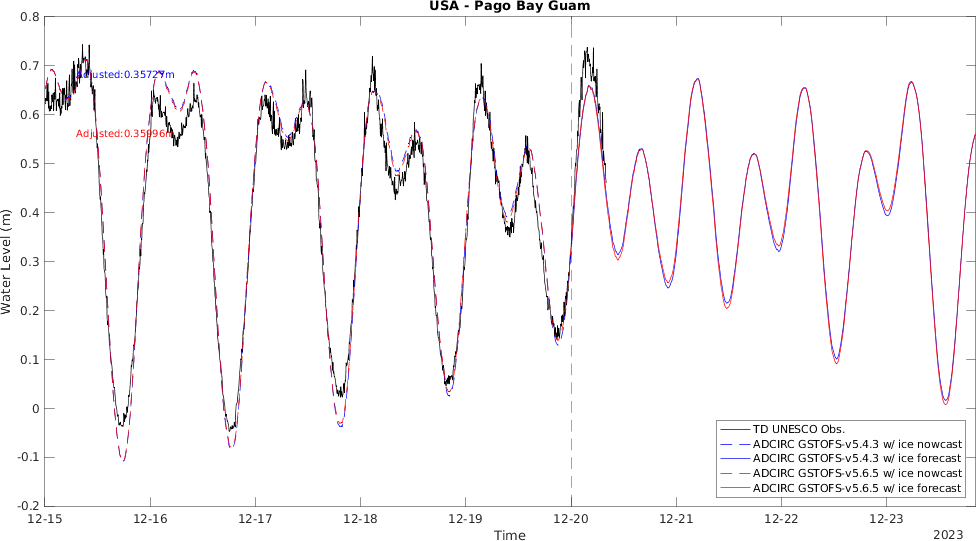 USA - Pago Bay Guam
0.8
0.7
0.6
0.5
0.4
0.3
0.2
0.1
0
-0.1
-0.2
Water Level (m)
Adjusted:0.35729m
Adjusted:0.35996m
TD UNESCO Obs.
ADCIRC GSTOFS-v5.4.3 w/ ice nowcast
ADCIRC GSTOFS-v5.4.3 w/ ice forecast
ADCIRC GSTOFS-v5.6.5 w/ ice nowcast
ADCIRC GSTOFS-v5.6.5 w/ ice forecast
12-15 12-16 12-17 12-18 12-19 12-20 12-21 12-22 12-23
Time
2023